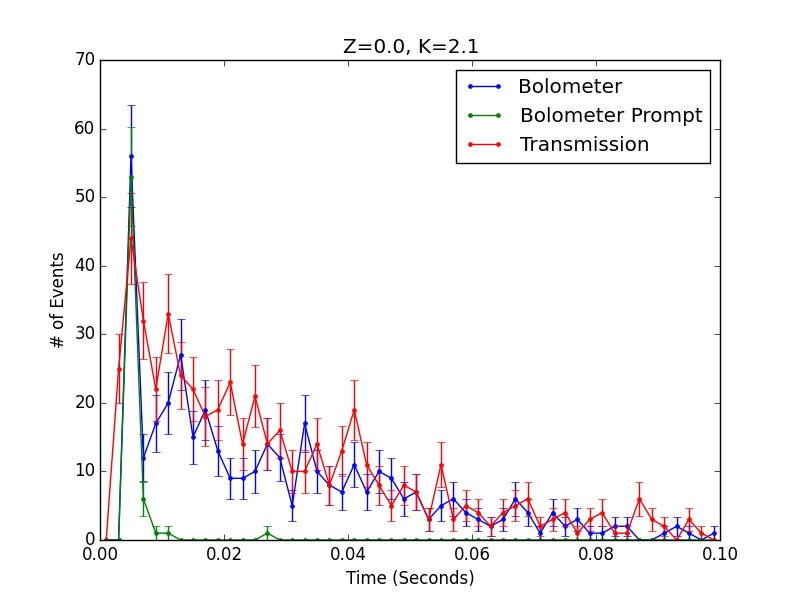 Z=0.0, K=2.1
Bolometer
Bolometer Prompt
Transmission
# of Events
70
60
50
40
30
20
10
0
0.00 0.02 0.04 0.06 0.08 0.10
Time (Seconds)